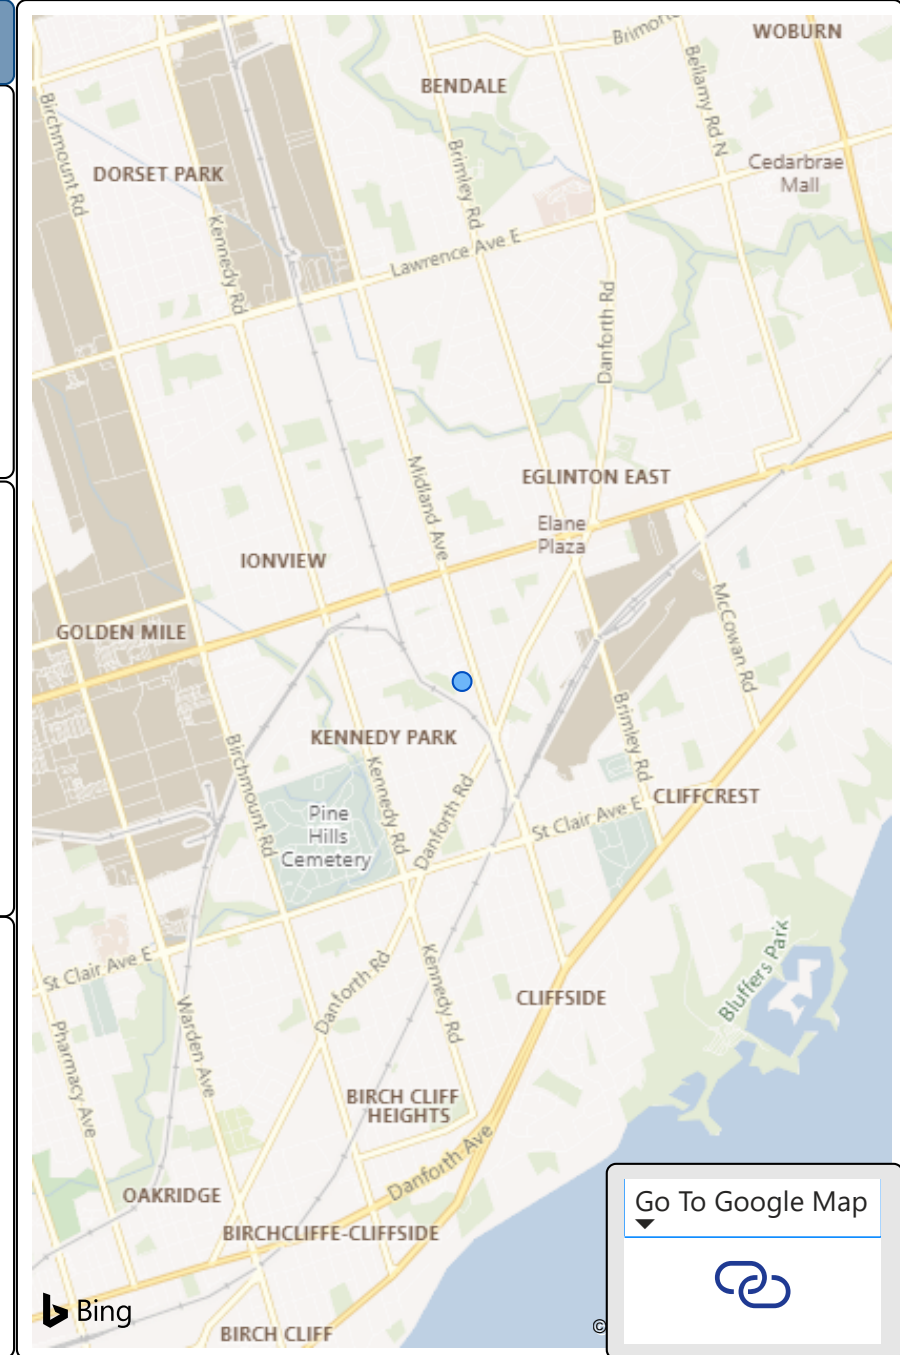 WOBURN
Brimor
BENDALE
Bellamy Rd N
Birchmount Rd
Brimley Rd
Cedarbrae
Mall
DORSET PARK
Kennedy Rd
Lawrence Ave E
Danforth Rd
Midland Ave
EGLINTON EAST
Elane
Plaza
IONVIEW
McCowan Rd
GOLDEN MILE
Brimley Rd
KENNEDY PARK
Birchmount Rd
Kennedy Rd
Danforth Rd
CLIFFCREST
St Clair Ave E
Pine
Hills
Cemetery
Bluffers Park
St Clair Ave E
Danforth Rd
Kennedy Rd
CLIFFSIDE
Warden Ave
Pharmacy Ave
BIRCH CLIFF
HEIGHTS
Danforth Ave
OAKRIDGE
Go To Google Map
BIRCHCLIFFE-CLIFFSIDE
Bing
©
BIRCH CLIFF